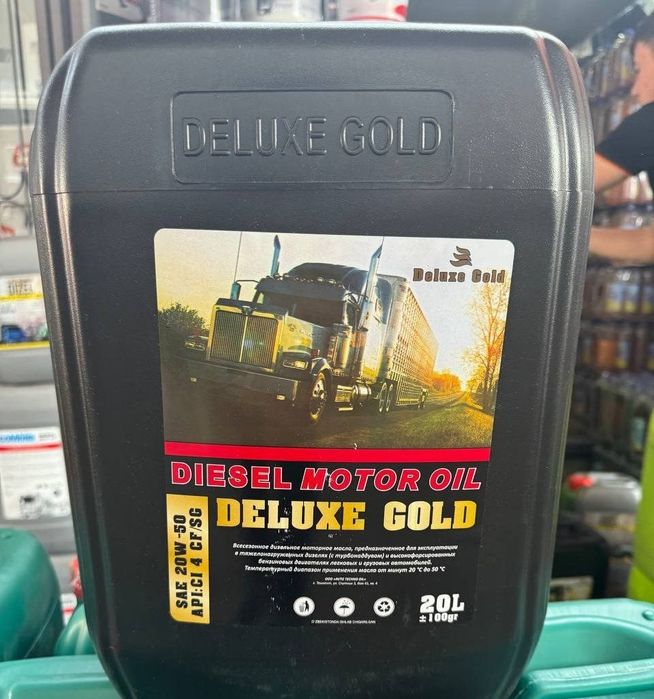 DELUXE GOLD
Deluxe Gold
DIESEL MOTOR OIL
DELUXE GOLD
SAE 20W-50
API:CI 4 CF/SG
Всесезонное дизельное моторное масло, предназначенное для эксплуатации
в тяжелонагруженных дизелях (с турбонаддувом) и высокофорсированных
бензиновых двигателях легковых и грузовых автомобилей.
Температурный диапазон применения масла от минут 20 °C до 50 °C
20L
±100gr